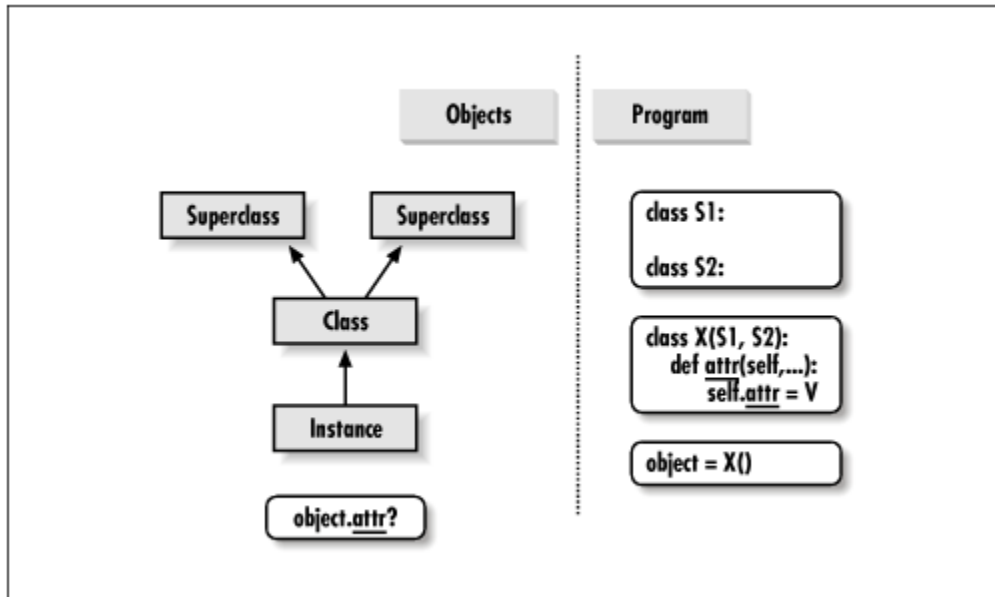 Objects
Program
Superclass
Superclass
Class
Instance
object.attr?
class S1:
class S2:
class X(S1, S2):
def attr(self,...):
self.attr = V
object = X()